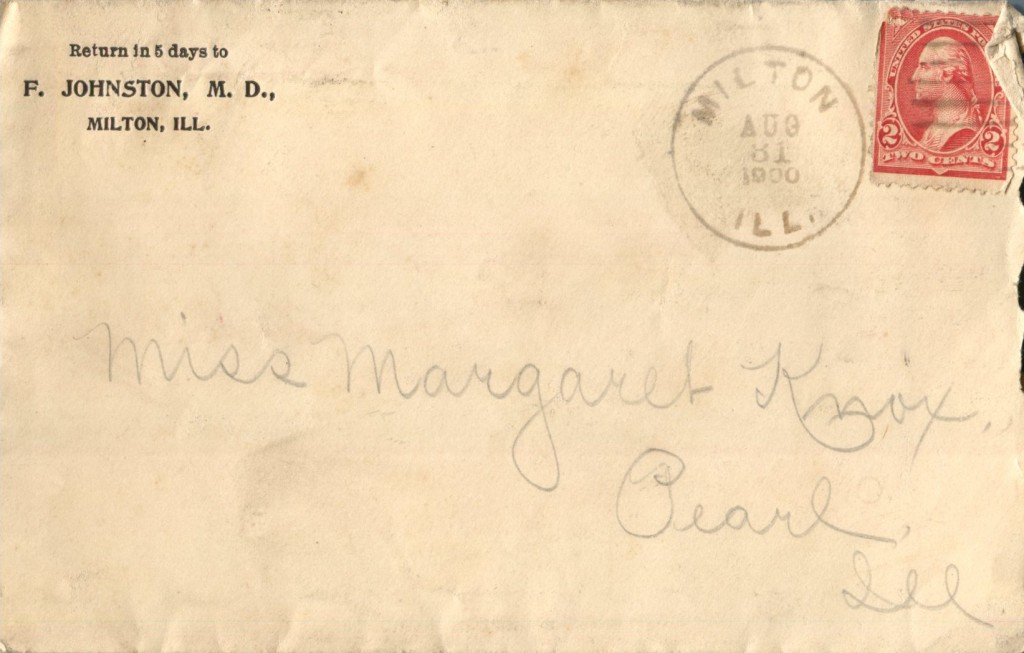 Return in 5 days to
F. JOHNSTON, M. D.,
MILTON, ILL.
MILTON
AUG
31
1900
ILL.
UNITED STATES PO
2 2
TWO CENTS
Miss Margaret Knox,
Pearl,
Ill